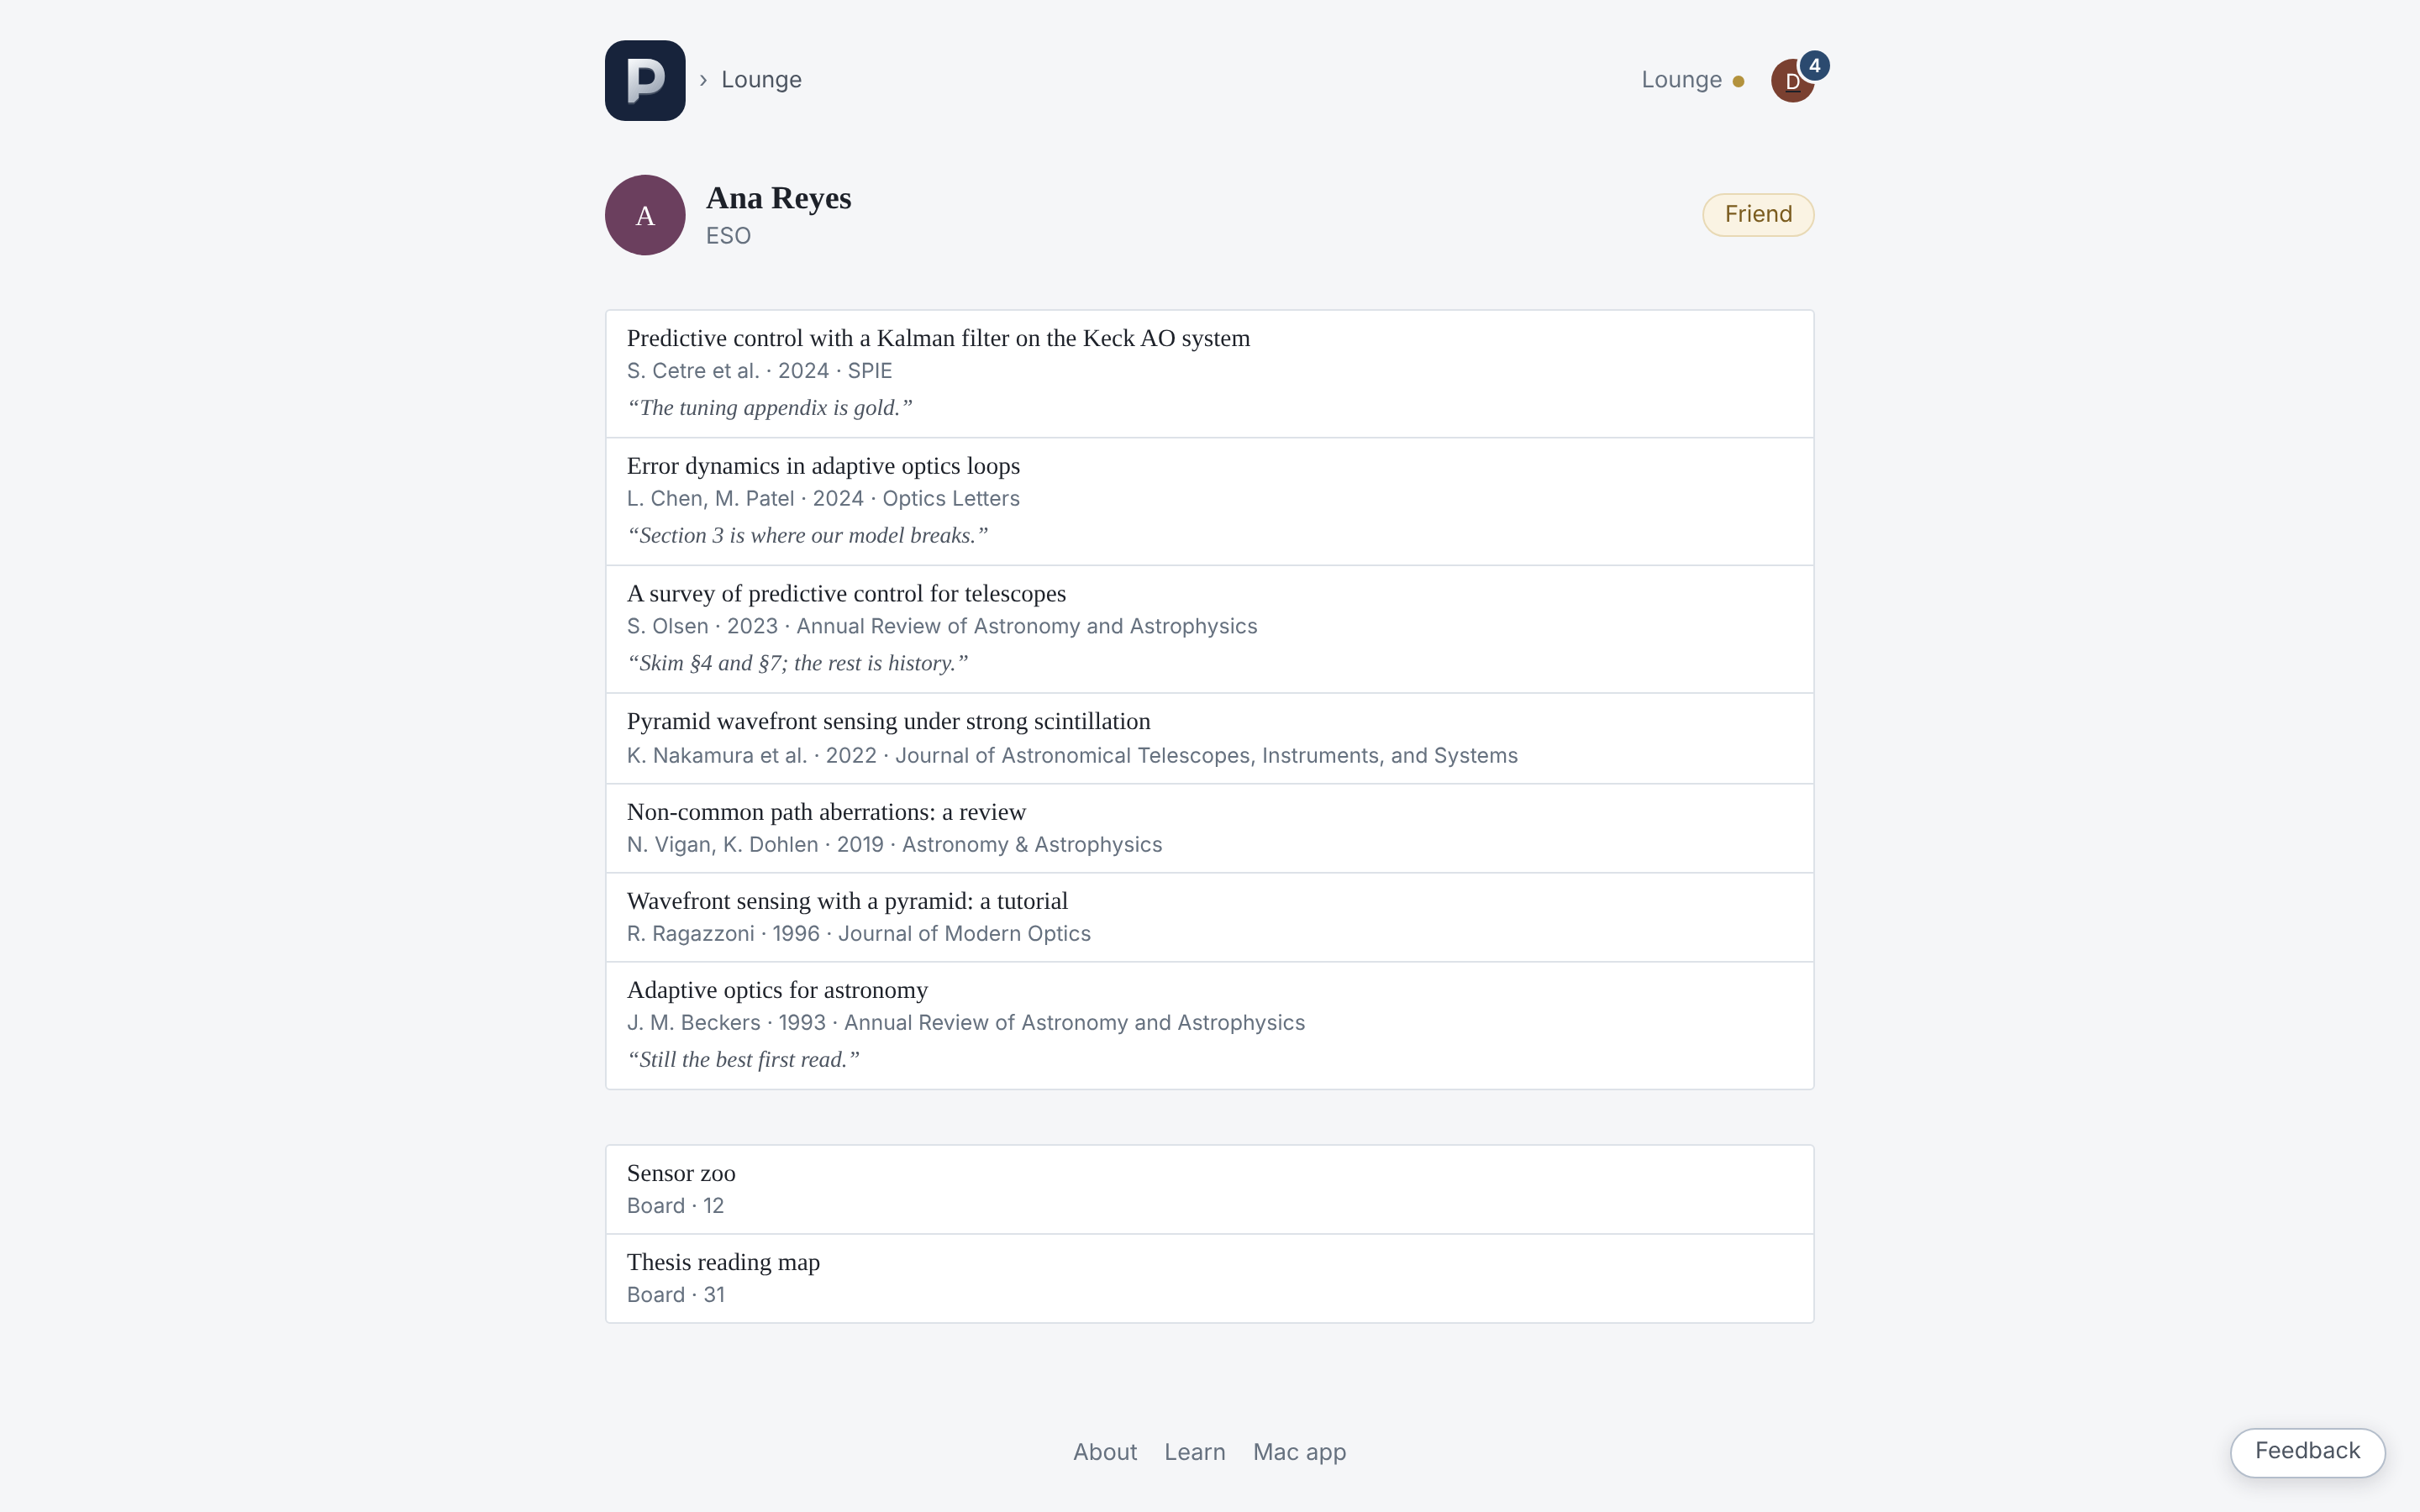 P › Lounge
Lounge
D
4
A
Ana Reyes
ESO
Friend
Predictive control with a Kalman filter on the Keck AO system
S. Cetre et al. · 2024 · SPIE
“The tuning appendix is gold.”
Error dynamics in adaptive optics loops
L. Chen, M. Patel · 2024 · Optics Letters
“Section 3 is where our model breaks.”
A survey of predictive control for telescopes
S. Olsen · 2023 · Annual Review of Astronomy and Astrophysics
“Skim §4 and §7; the rest is history.”
Pyramid wavefront sensing under strong scintillation
K. Nakamura et al. · 2022 · Journal of Astronomical Telescopes, Instruments, and Systems
Non-common path aberrations: a review
N. Vigan, K. Dohlen · 2019 · Astronomy & Astrophysics
Wavefront sensing with a pyramid: a tutorial
R. Ragazzoni · 1996 · Journal of Modern Optics
Adaptive optics for astronomy
J. M. Beckers · 1993 · Annual Review of Astronomy and Astrophysics
“Still the best first read.”
Sensor zoo
Board · 12
Thesis reading map
Board · 31
About Learn Mac app
Feedback